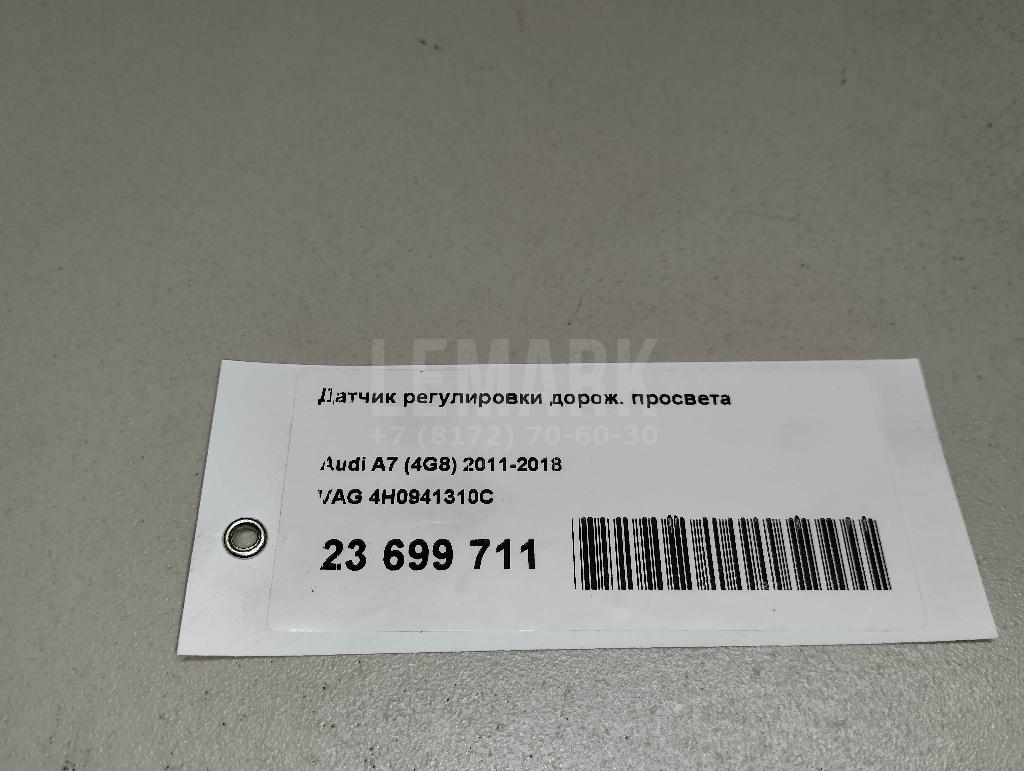 LEMARK
Датчик регулировки дорож. просвета
+7 (8172) 70-60-30
Audi A7 (4G8) 2011-2018
VAG 4H0941310C
23 699 711